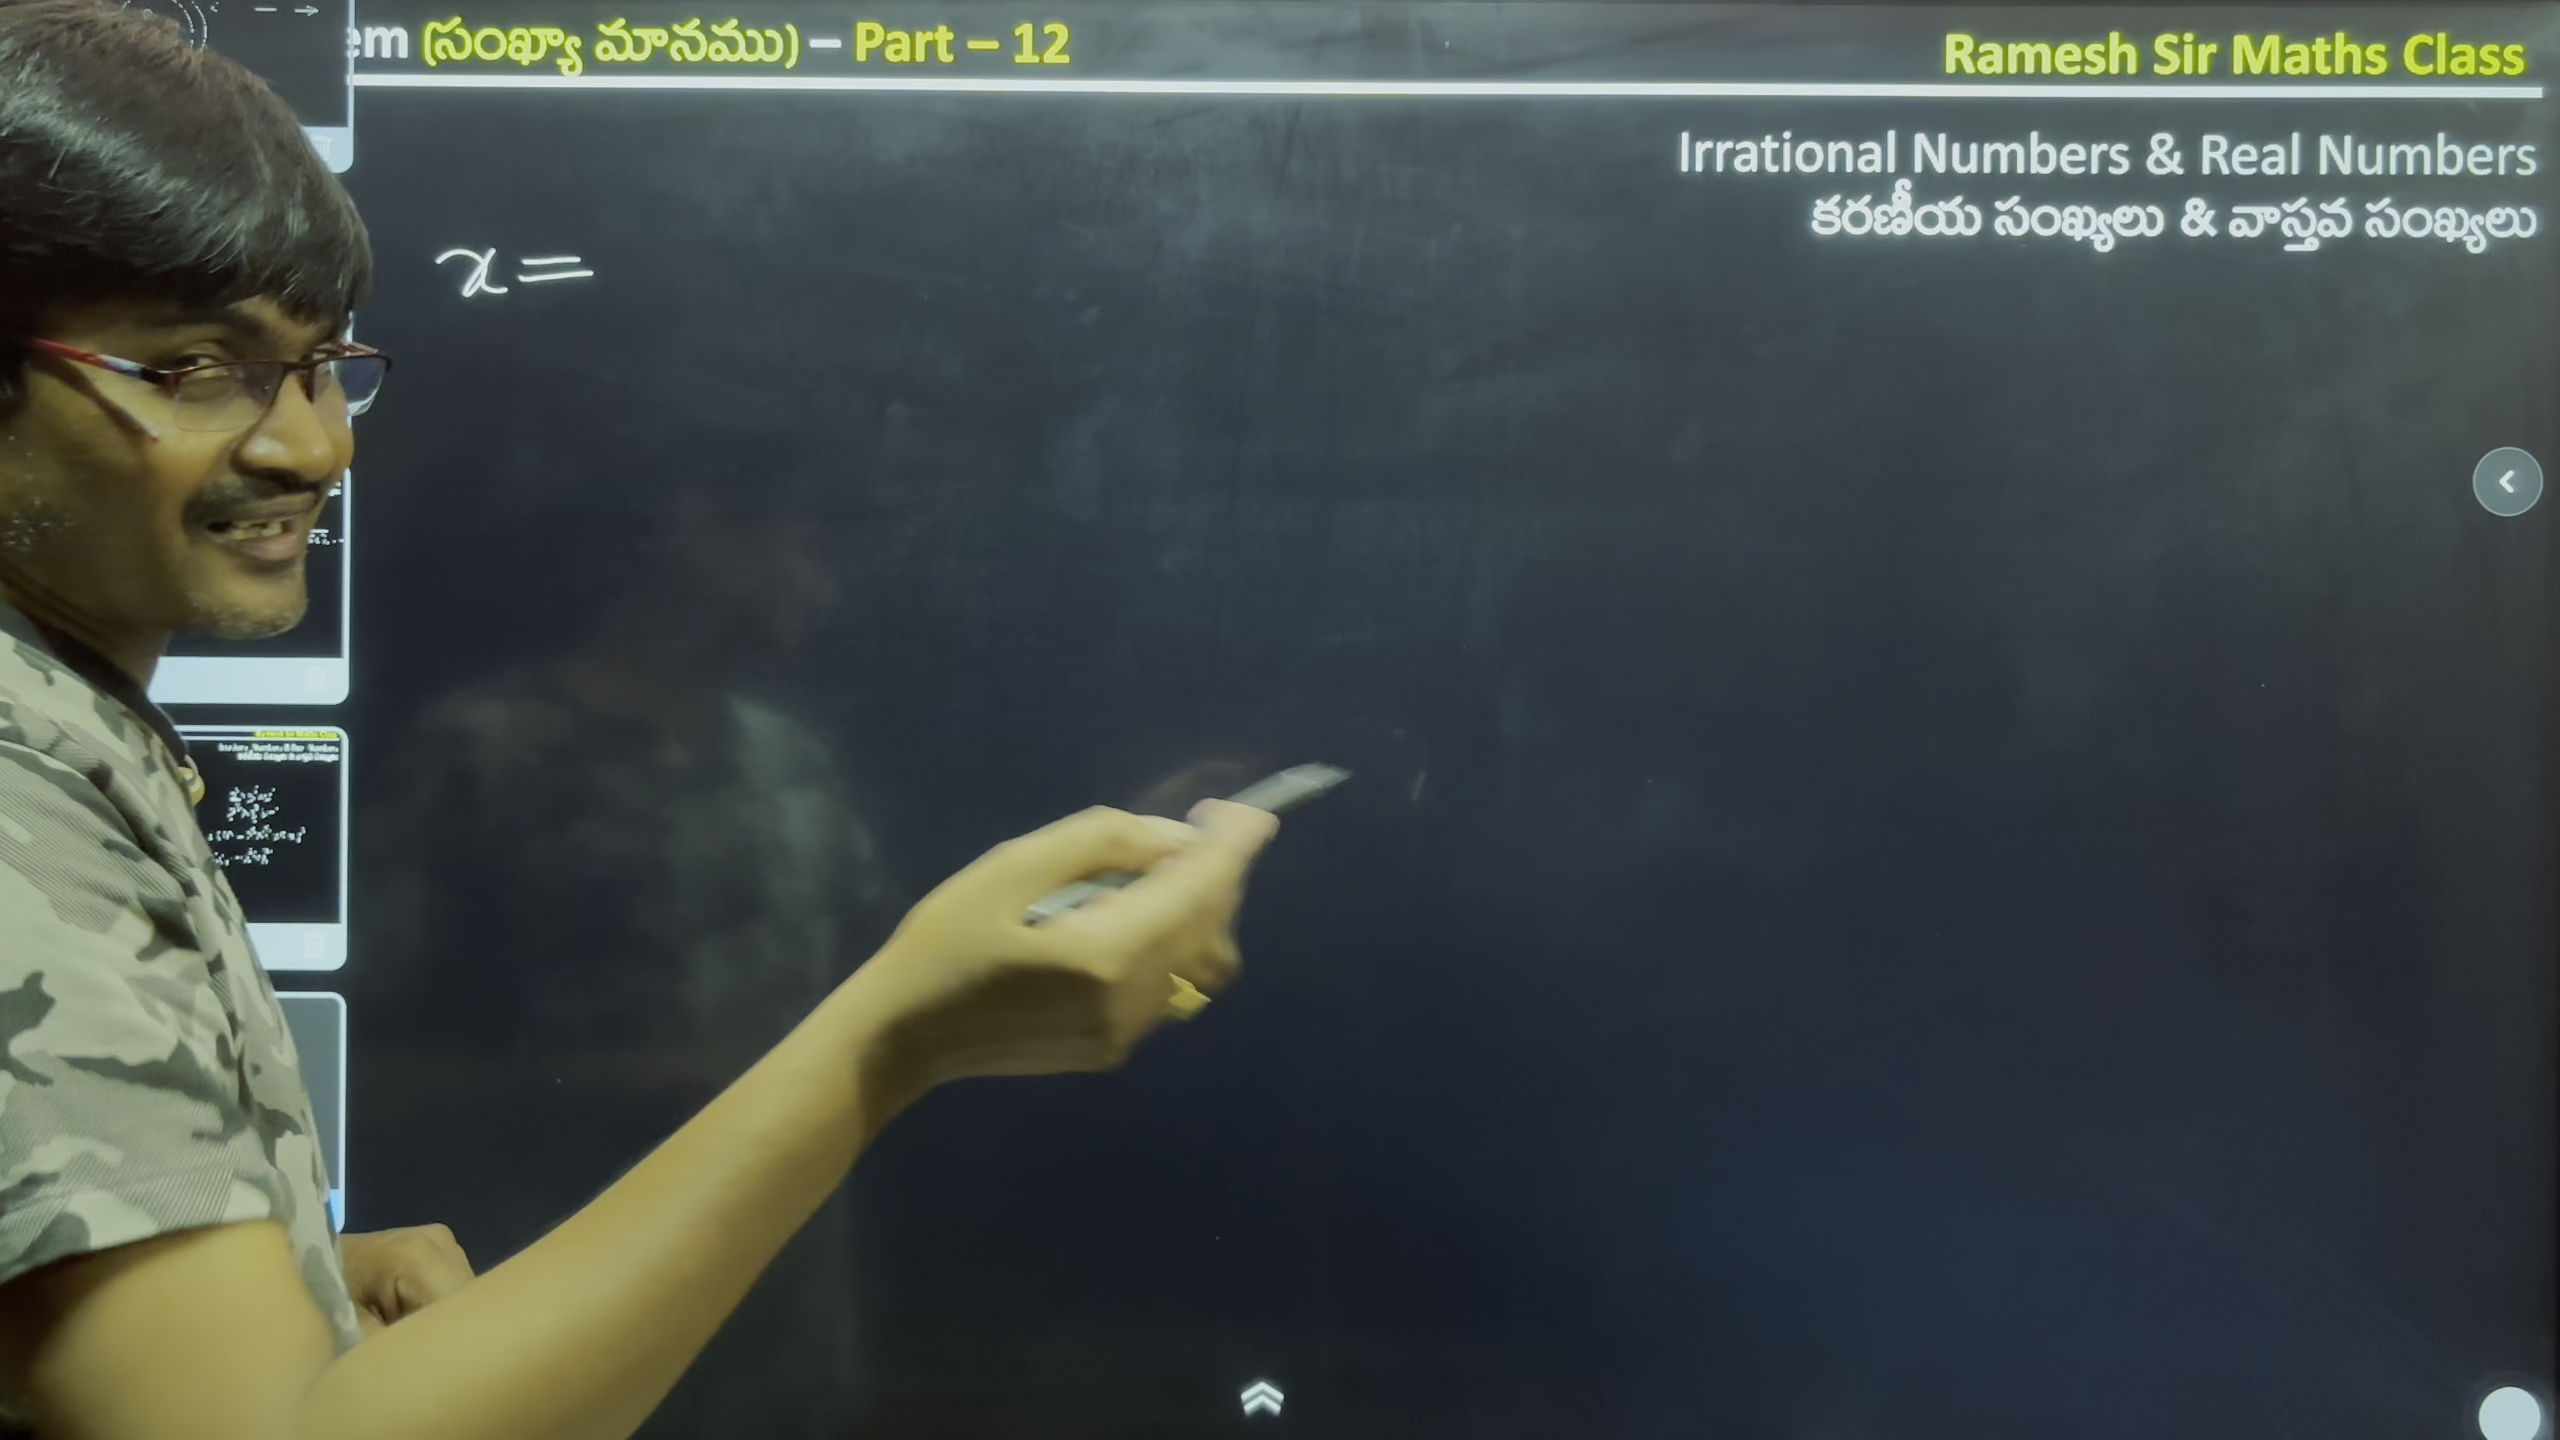 em (సంఖ్యా మానము) – Part – 12
Ramesh Sir Maths Class
Irrational Numbers & Real Numbers
కరణీయ సంఖ్యలు & వాస్తవ సంఖ్యలు
x=